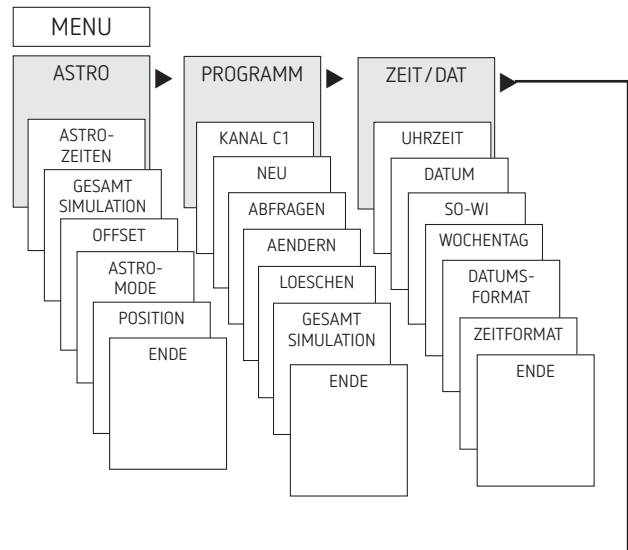 MENU
ASTRO
ASTRO-
ZEITEN
GESAMT
SIMULATION
OFFSET
ASTRO-
MODE
POSITION
ENDE
PROGRAMM
KANAL C1
NEU
ABFRAGEN
AENDERN
LOESCHEN
GESAMT
SIMULATION
ENDE
ZEIT/DAT
UHRZEIT
DATUM
SO-WI
WOCHENTAG
DATUMS-
FORMAT
ZEITFORMAT
ENDE